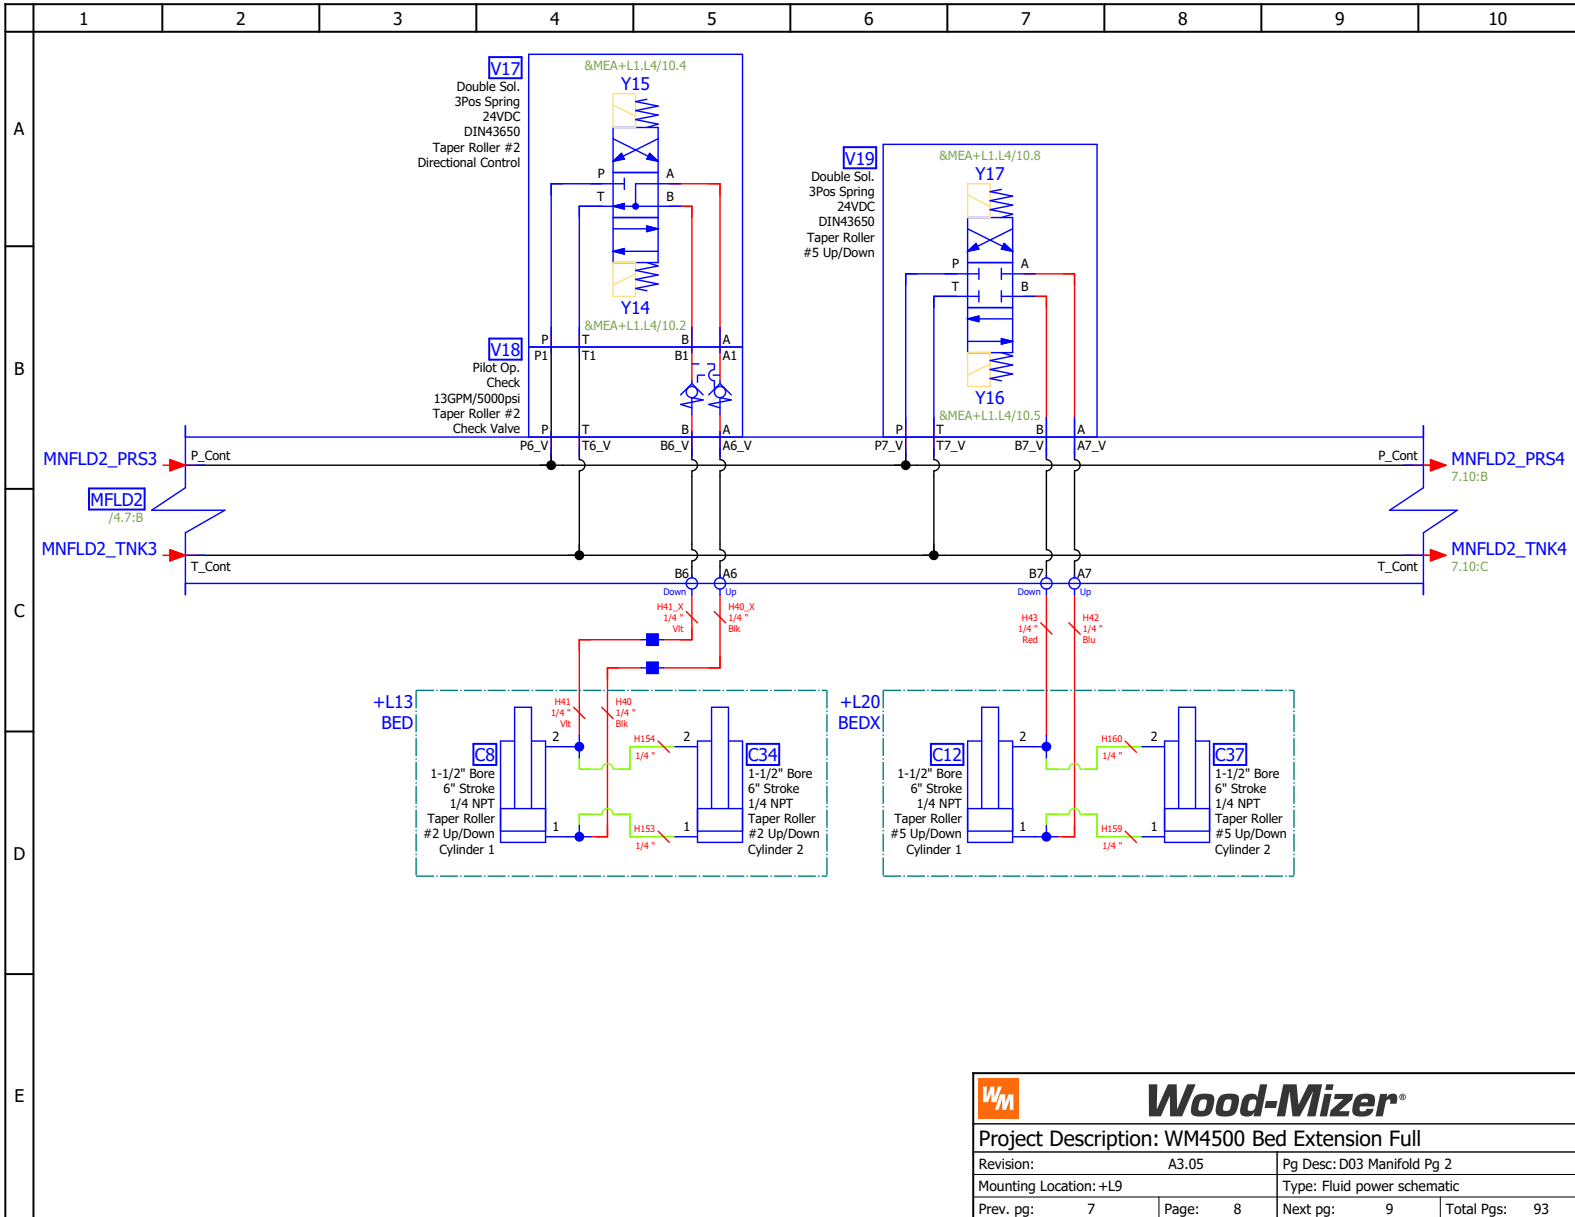 1 2 3 4 5 6 7 8 9 10
A
B
C
D
E
V17
Double Sol.
3Pos Spring
24VDC
DIN43650
Taper Roller #2
Directional Control
&MEA+L1.L4/10.4
Y15
P A
T B
Y14
&MEA+L1.L4/10.2
P T B A
V18
P1 T1 B1 A1
Pilot Op.
Check
13GPM/5000psi
Taper Roller #2
Check Valve
P T B A
P6_V T6_V B6_V A6_V
V19
Double Sol.
3Pos Spring
24VDC
DIN43650
Taper Roller
#5 Up/Down
&MEA+L1.L4/10.8
Y17
P A
T B
Y16
&MEA+L1.L4/10.5
P T B A
P7_V T7_V B7_V A7_V
MNFLD2_PRS3
P_Cont
P_Cont
MNFLD2_PRS4
7.10:B
MFLD2
/4.7:B
MNFLD2_TNK3
T_Cont
T_Cont
MNFLD2_TNK4
7.10:C
B6 A6
Down Up
B7 A7
Down Up
H41_X
1/4 "
Vlt
H40_X
1/4 "
Blk
H43
1/4 "
Red
H42
1/4 "
Blu
+L13
BED
H41
1/4 "
Vlt
H40
1/4 "
Blk
C8
1-1/2" Bore
6" Stroke
1/4 NPT
Taper Roller
#2 Up/Down
Cylinder 1
2
1
H154
1/4 "
H153
1/4 "
2
1
C34
1-1/2" Bore
6" Stroke
1/4 NPT
Taper Roller
#2 Up/Down
Cylinder 2
+L20
BEDX
C12
1-1/2" Bore
6" Stroke
1/4 NPT
Taper Roller
#5 Up/Down
Cylinder 1
2
1
H160
1/4 "
H159
1/4 "
2
1
C37
1-1/2" Bore
6" Stroke
1/4 NPT
Taper Roller
#5 Up/Down
Cylinder 2
WM
Wood-Mizer®
Project Description: WM4500 Bed Extension Full
Revision: A3.05 Pg Desc: D03 Manifold Pg 2
Mounting Location: +L9 Type: Fluid power schematic
Prev. pg: 7 Page: 8 Next pg: 9 Total Pgs: 93